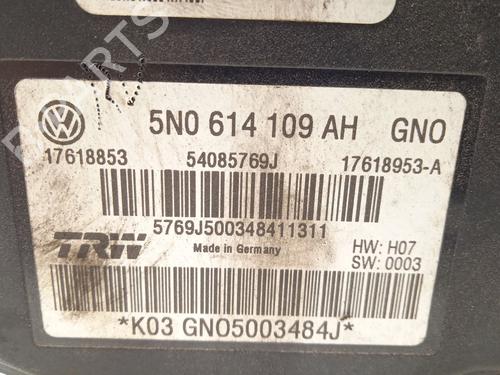 5N0 614 109 AH GNO
17618853 54085769J 17618953-A
5769J500348411311
TRW
Made in Germany
HW: H07
SW: 0003
*K03 GNO5003484J*